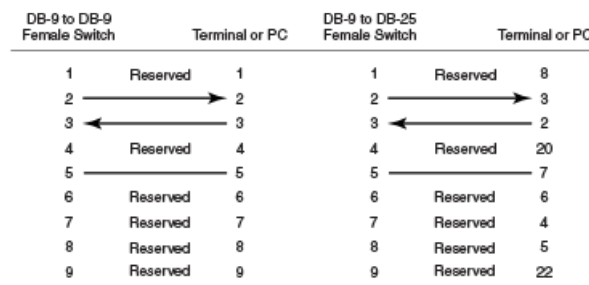 DB-9 to DB-9 DB-9 to DB-25
Female Switch Terminal or PC Female Switch Terminal or PC
1 Reserved 1 1 Reserved 8
2 2 2 3
3 3 3 2
4 Reserved 4 4 Reserved 20
5 5 5 7
6 Reserved 6 6 Reserved 6
7 Reserved 7 7 Reserved 4
8 Reserved 8 8 Reserved 5
9 Reserved 9 9 Reserved 22